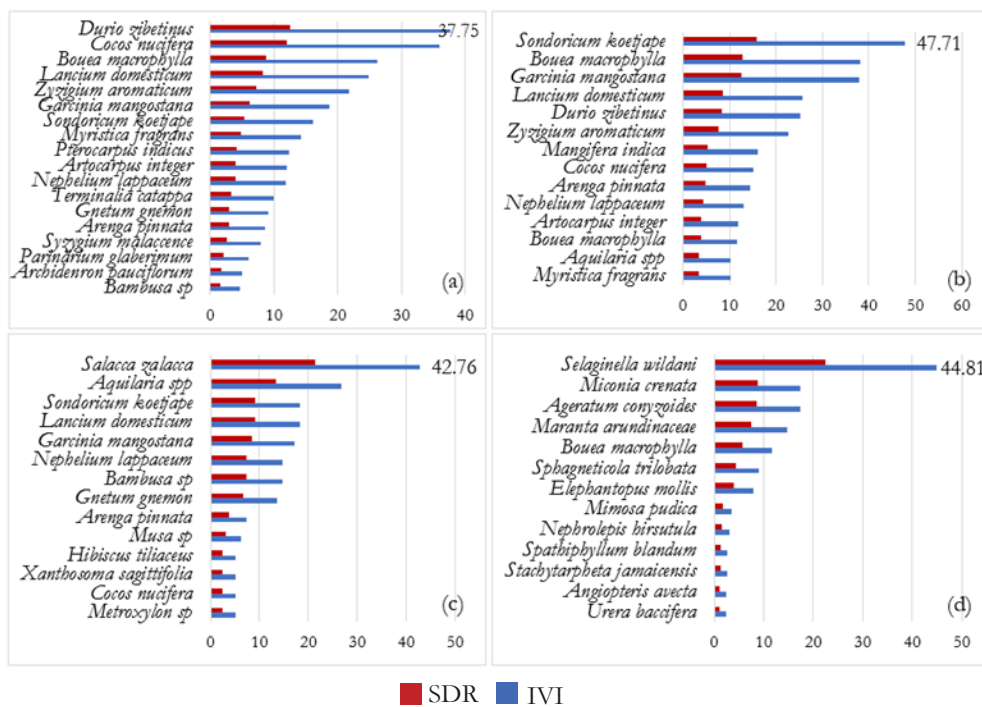 Durio zibetinus
37.75
Cocos nucifera
Bouea macrophylla
Lancium domesticum
Zyzigium aromaticum
Garcinia mangostana
Sondoricum koetjape
Myristica fragrans
Pterocarpus indicus
Artocarpus integer
Nephelium lappaceum
Terminalia catappa
Gnetum gnemon
Arenga pinnata
Syzygium malaccence
Parinarium glaberimum
Archidenron pauciflorum
Bambusa sp
(a)
0 10 20 30 40
Sondoricum koetjape
47.71
Bouea macrophylla
Garcinia mangostana
Lancium domesticum
Durio zibetinus
Zyzigium aromaticum
Mangifera indica
Cocos nucifera
Arenga pinnata
Nephelium lappaceum
Artocarpus integer
Bouea macrophylla
Aquilaria spp
Myristica fragrans
(b)
0 10 20 30 40 50 60
Salacca zalacca
42.76
Aquilaria spp
Sondoricum koetjape
Lancium domesticum
Garcinia mangostana
Nephelium lappaceum
Bambusa sp
Gnetum gnemon
Arenga pinnata
Musa sp
Hibiscus tiliaceus
Xanthosoma sagittifolia
Cocos nucifera
Metroxylon sp
(c)
0 10 20 30 40 50
Selaginella wildani
44.81
Miconia crenata
Ageratum conyzoides
Maranta arundinaceae
Bouea macrophylla
Sphagneticola trilobata
Elephantopus mollis
Mimosa pudica
Nephrolepis hirsutula
Spathiphyllum blandum
Stachytarpheta jamaicensis
Angiopteris avecta
Urera baccifera
(d)
0 10 20 30 40 50
SDR IVI